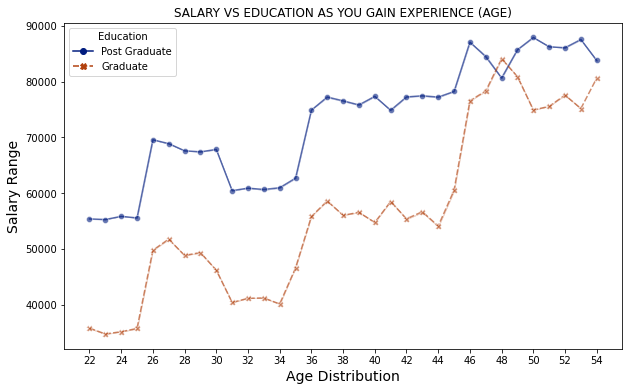 SALARY VS EDUCATION AS YOU GAIN EXPERIENCE (AGE)
90000
Education
Post Graduate
Graduate
80000
70000
60000
50000
40000
Salary Range
22 24 26 28 30 32 34 36 38 40 42 44 46 48 50 52 54
Age Distribution